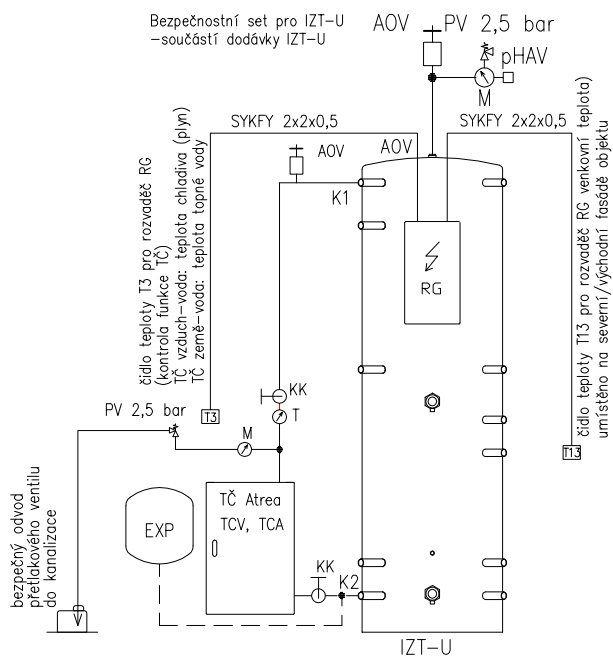 Bezpečnostní set pro IZT-U
-součástí dodávky IZT-U
AOV
PV 2,5 bar
pHAV
M
SYKFY 2x2x0,5
SYKFY 2x2x0,5
AOV
AOV
K1
RG
čidlo teploty T3 pro rozvaděč RG
(kontrola funkce TČ)
TČ vzduch-voda: teplota chladiva (plyn)
TČ země-voda: teplota topné vody
čidlo teploty T13 pro rozvaděč RG venkovní teplota)
umístěno na severní/východní fasádě objektu
KK
T
T3
PV 2,5 bar
M
T13
TČ Atrea
TCV, TCA
EXP
KK
K2
bezpečný odvod
přetlakového ventilu
do kanalizace
IZT-U